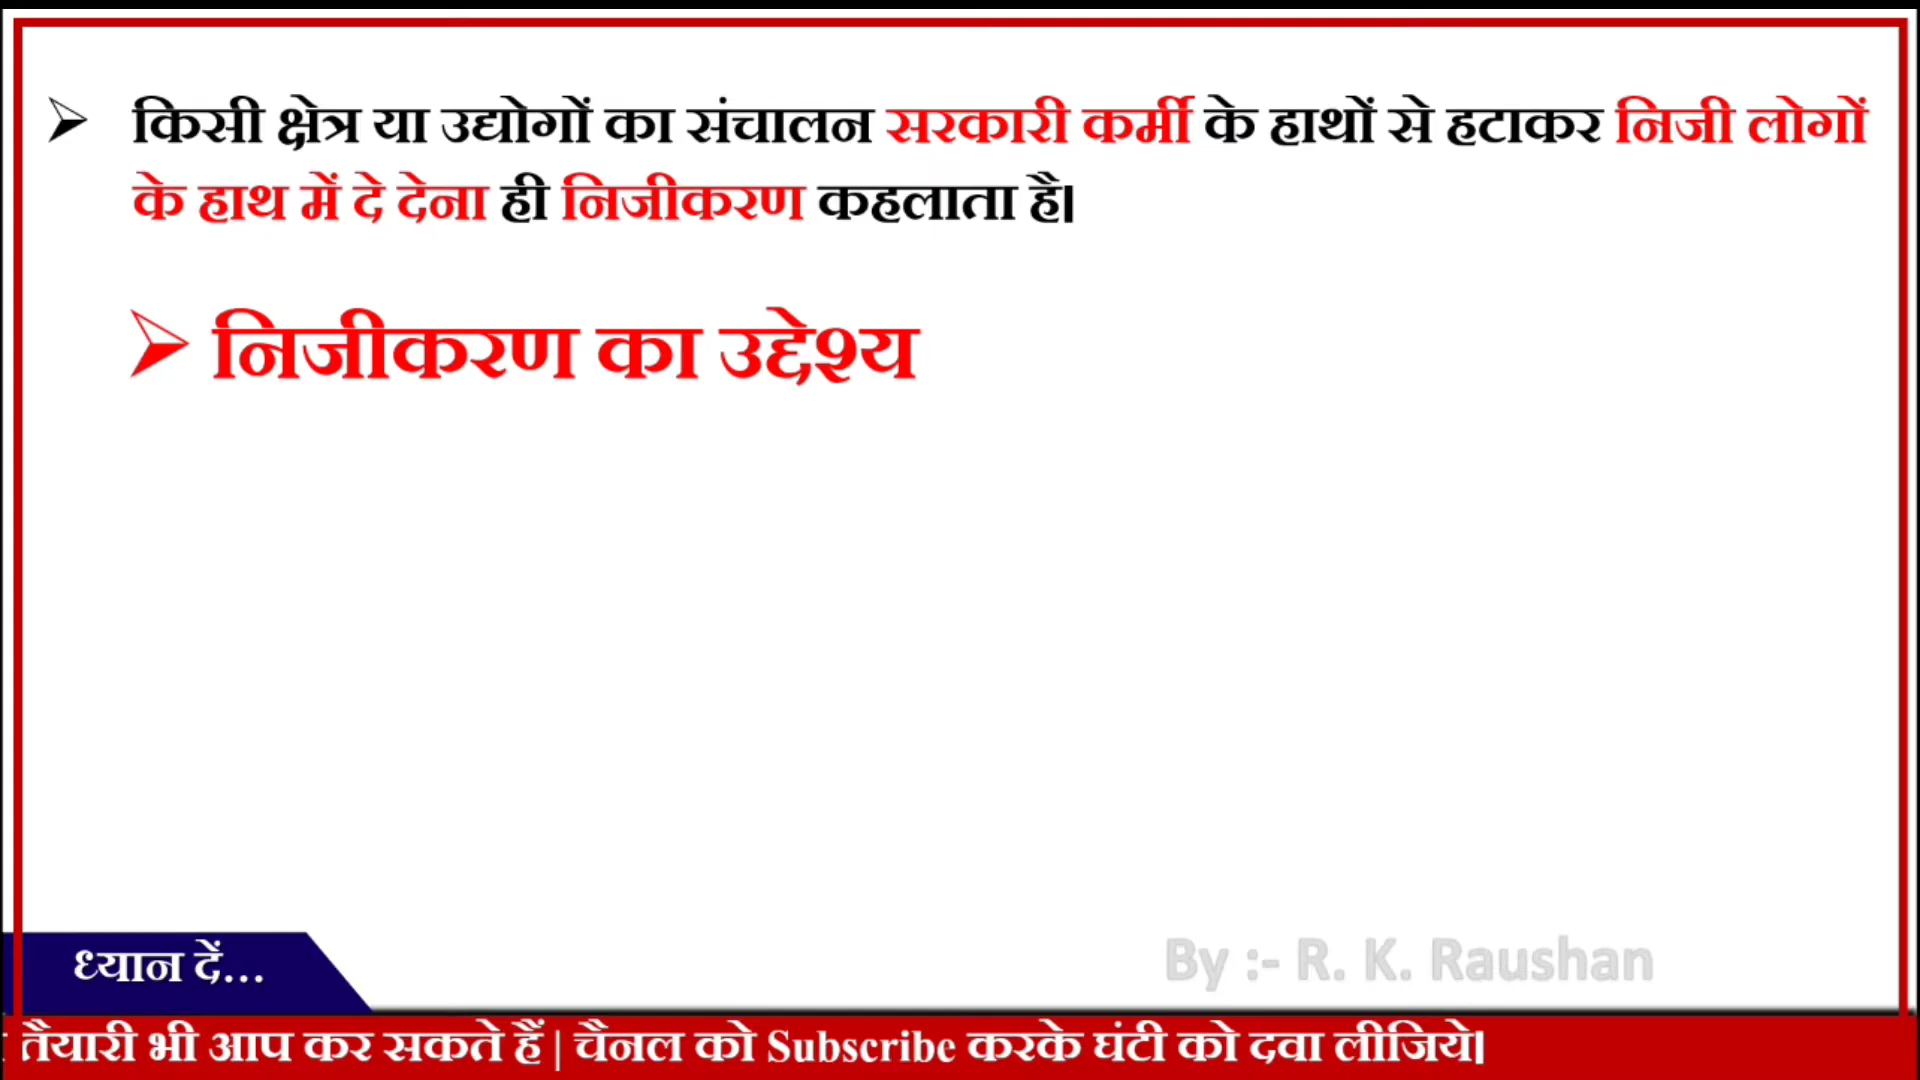 किसी क्षेत्र या उद्योगों का संचालन सरकारी कर्मी के हाथों से हटाकर निजी लोगों
के हाथ में दे देना ही निजीकरण कहलाता है।
निजीकरण का उद्देश्य
ध्यान दें...
By :- R. K. Raushan
तैयारी भी आप कर सकते हैं | चैनल को Subscribe करके घंटी को दवा लीजिये।